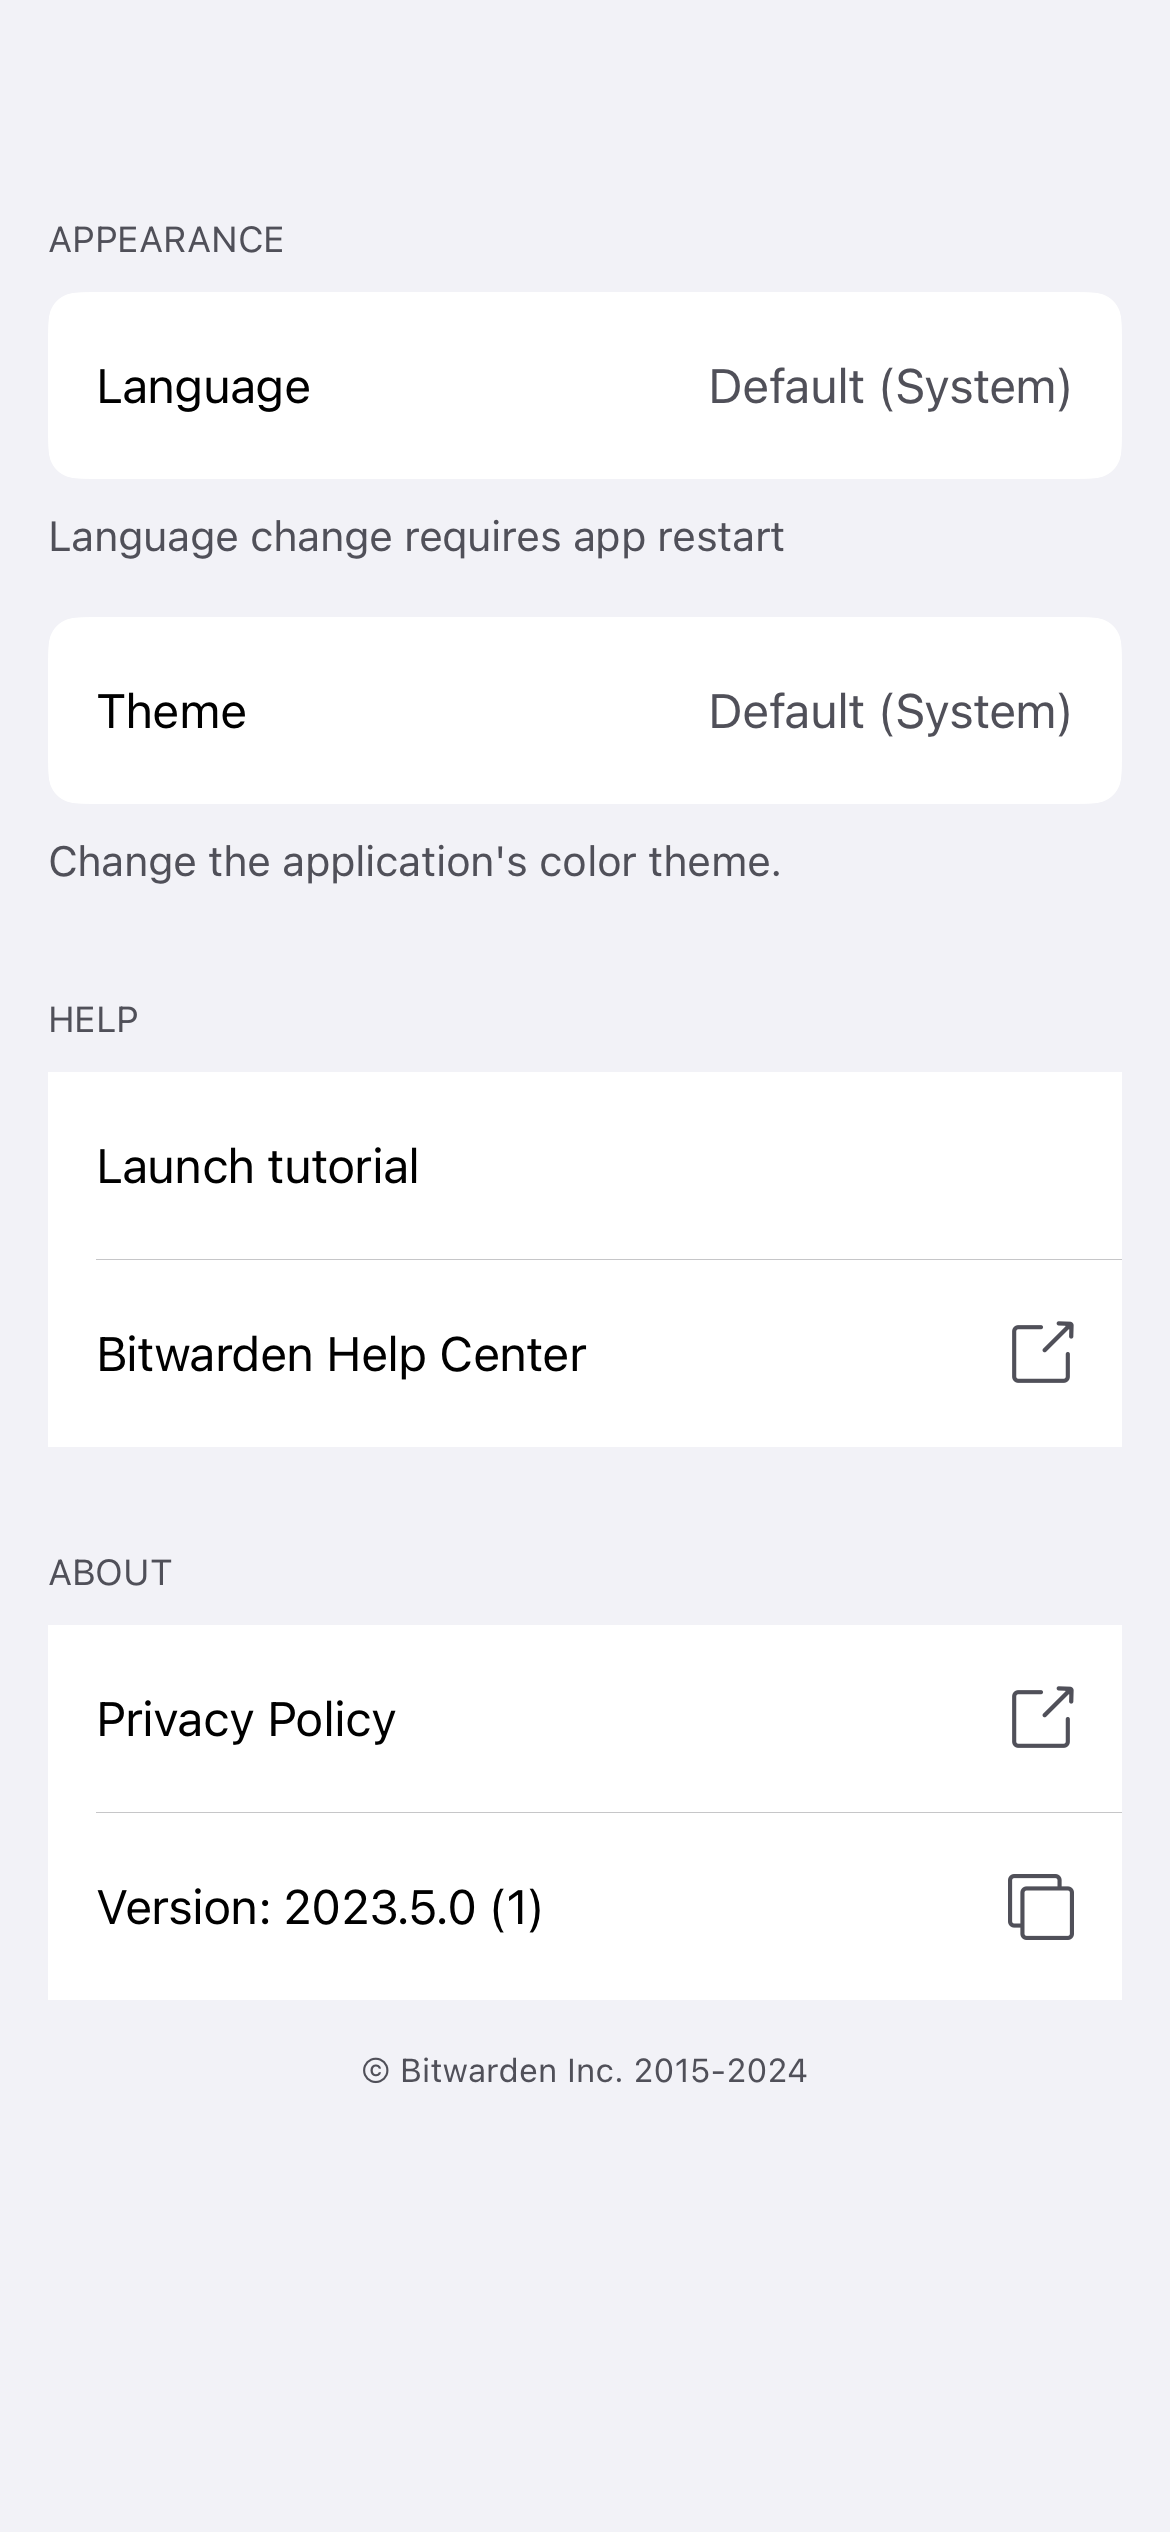 APPEARANCE
Language Default (System)
Language change requires app restart
Theme Default (System)
Change the application's color theme.
HELP
Launch tutorial
Bitwarden Help Center
ABOUT
Privacy Policy
Version: 2023.5.0 (1)
© Bitwarden Inc. 2015-2024